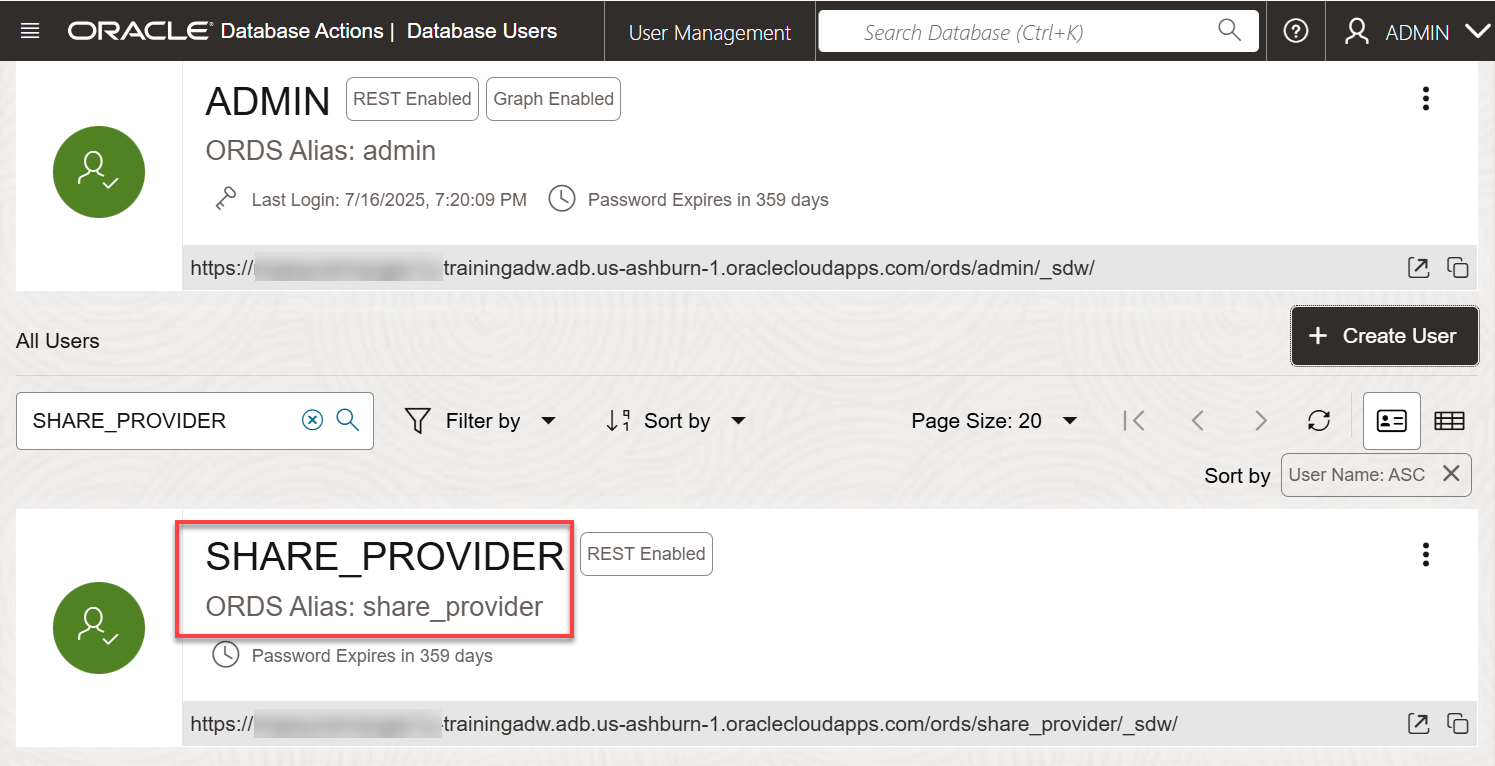 ORACLE Database Actions | Database Users User Management Search Database (Ctrl+K) ADMIN
ADMIN REST Enabled Graph Enabled
ORDS Alias: admin
Last Login: 7/16/2025, 7:20:09 PM Password Expires in 359 days
https:// -trainingadw.adb.us-ashburn-1.oraclecloudapps.com/ords/admin/_sdw/
All Users + Create User
SHARE_PROVIDER Filter by Sort by Page Size: 20
Sort by User Name: ASC
SHARE_PROVIDER REST Enabled
ORDS Alias: share_provider
Password Expires in 359 days
https:// -trainingadw.adb.us-ashburn-1.oraclecloudapps.com/ords/share_provider/_sdw/